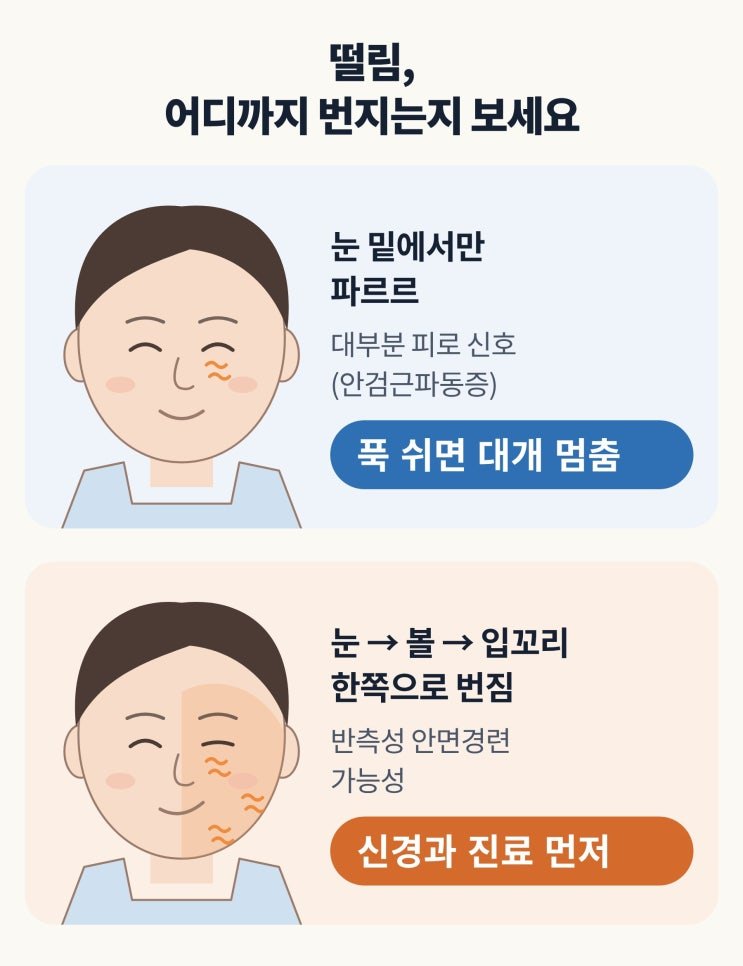 떨림,
어디까지 번지는지 보세요
눈 밑에서만
파르르
대부분 피로 신호
(안검근파동증)
푹 쉬면 대개 멈춤
눈 → 볼 → 입꼬리
한쪽으로 번짐
반측성 안면경련
가능성
신경과 진료 먼저